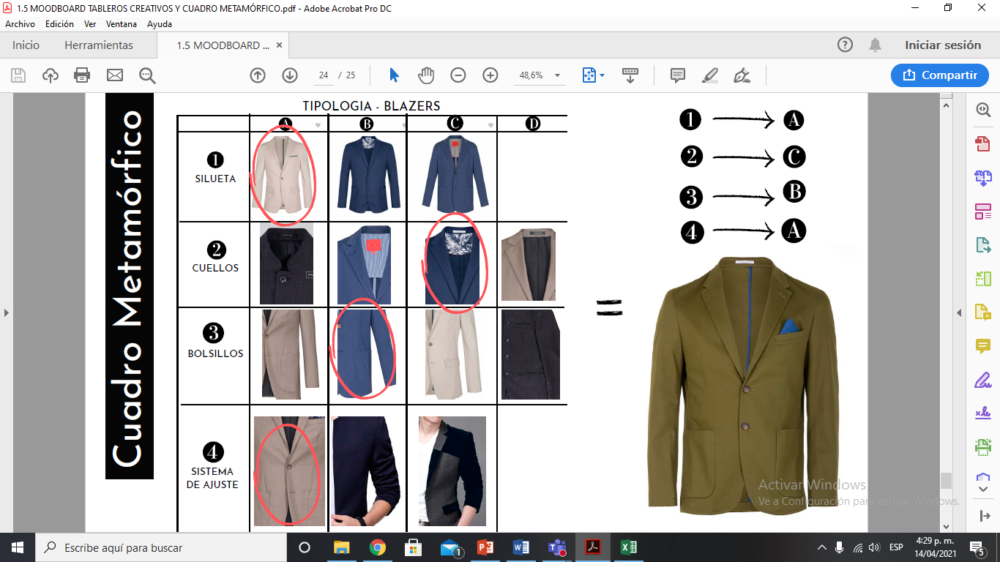 1.5 MOODBOARD TABLEROS CREATIVOS Y CUADRO METAMÓRFICO.pdf - Adobe Acrobat Pro DC
Archivo Edición Ver Ventana Ayuda
Inicio Herramientas 1.5 MOODBOARD ... × Iniciar sesión
24 / 25 48,6% Compartir
Cuadro Metamórfico
TIPOLOGIA - BLAZERS
A B C D
1
SILUETA
2
CUELLOS
3
BOLSILLOS
4
SISTEMA
DE AJUSTE
1 A
2 C
3 B
4 A
=
Activar Windows
Ve a Configuración para activar Windows.
Escribe aquí para buscar
1
ESP
4:29 p. m.
14/04/2021
5